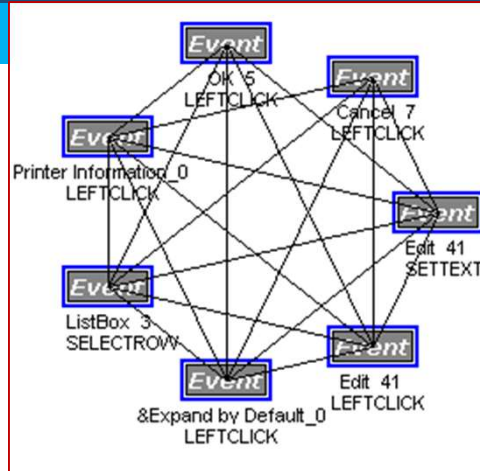 Event
OK_5
LEFTCLICK
Event
Cancel_7
LEFTCLICK
Event
Printer Information_0
LEFTCLICK
Event
Edit_41
SETTEXT
Event
ListBox_3
SELECTROW
Event
Edit_41
LEFTCLICK
Event
&Expand by Default_0
LEFTCLICK